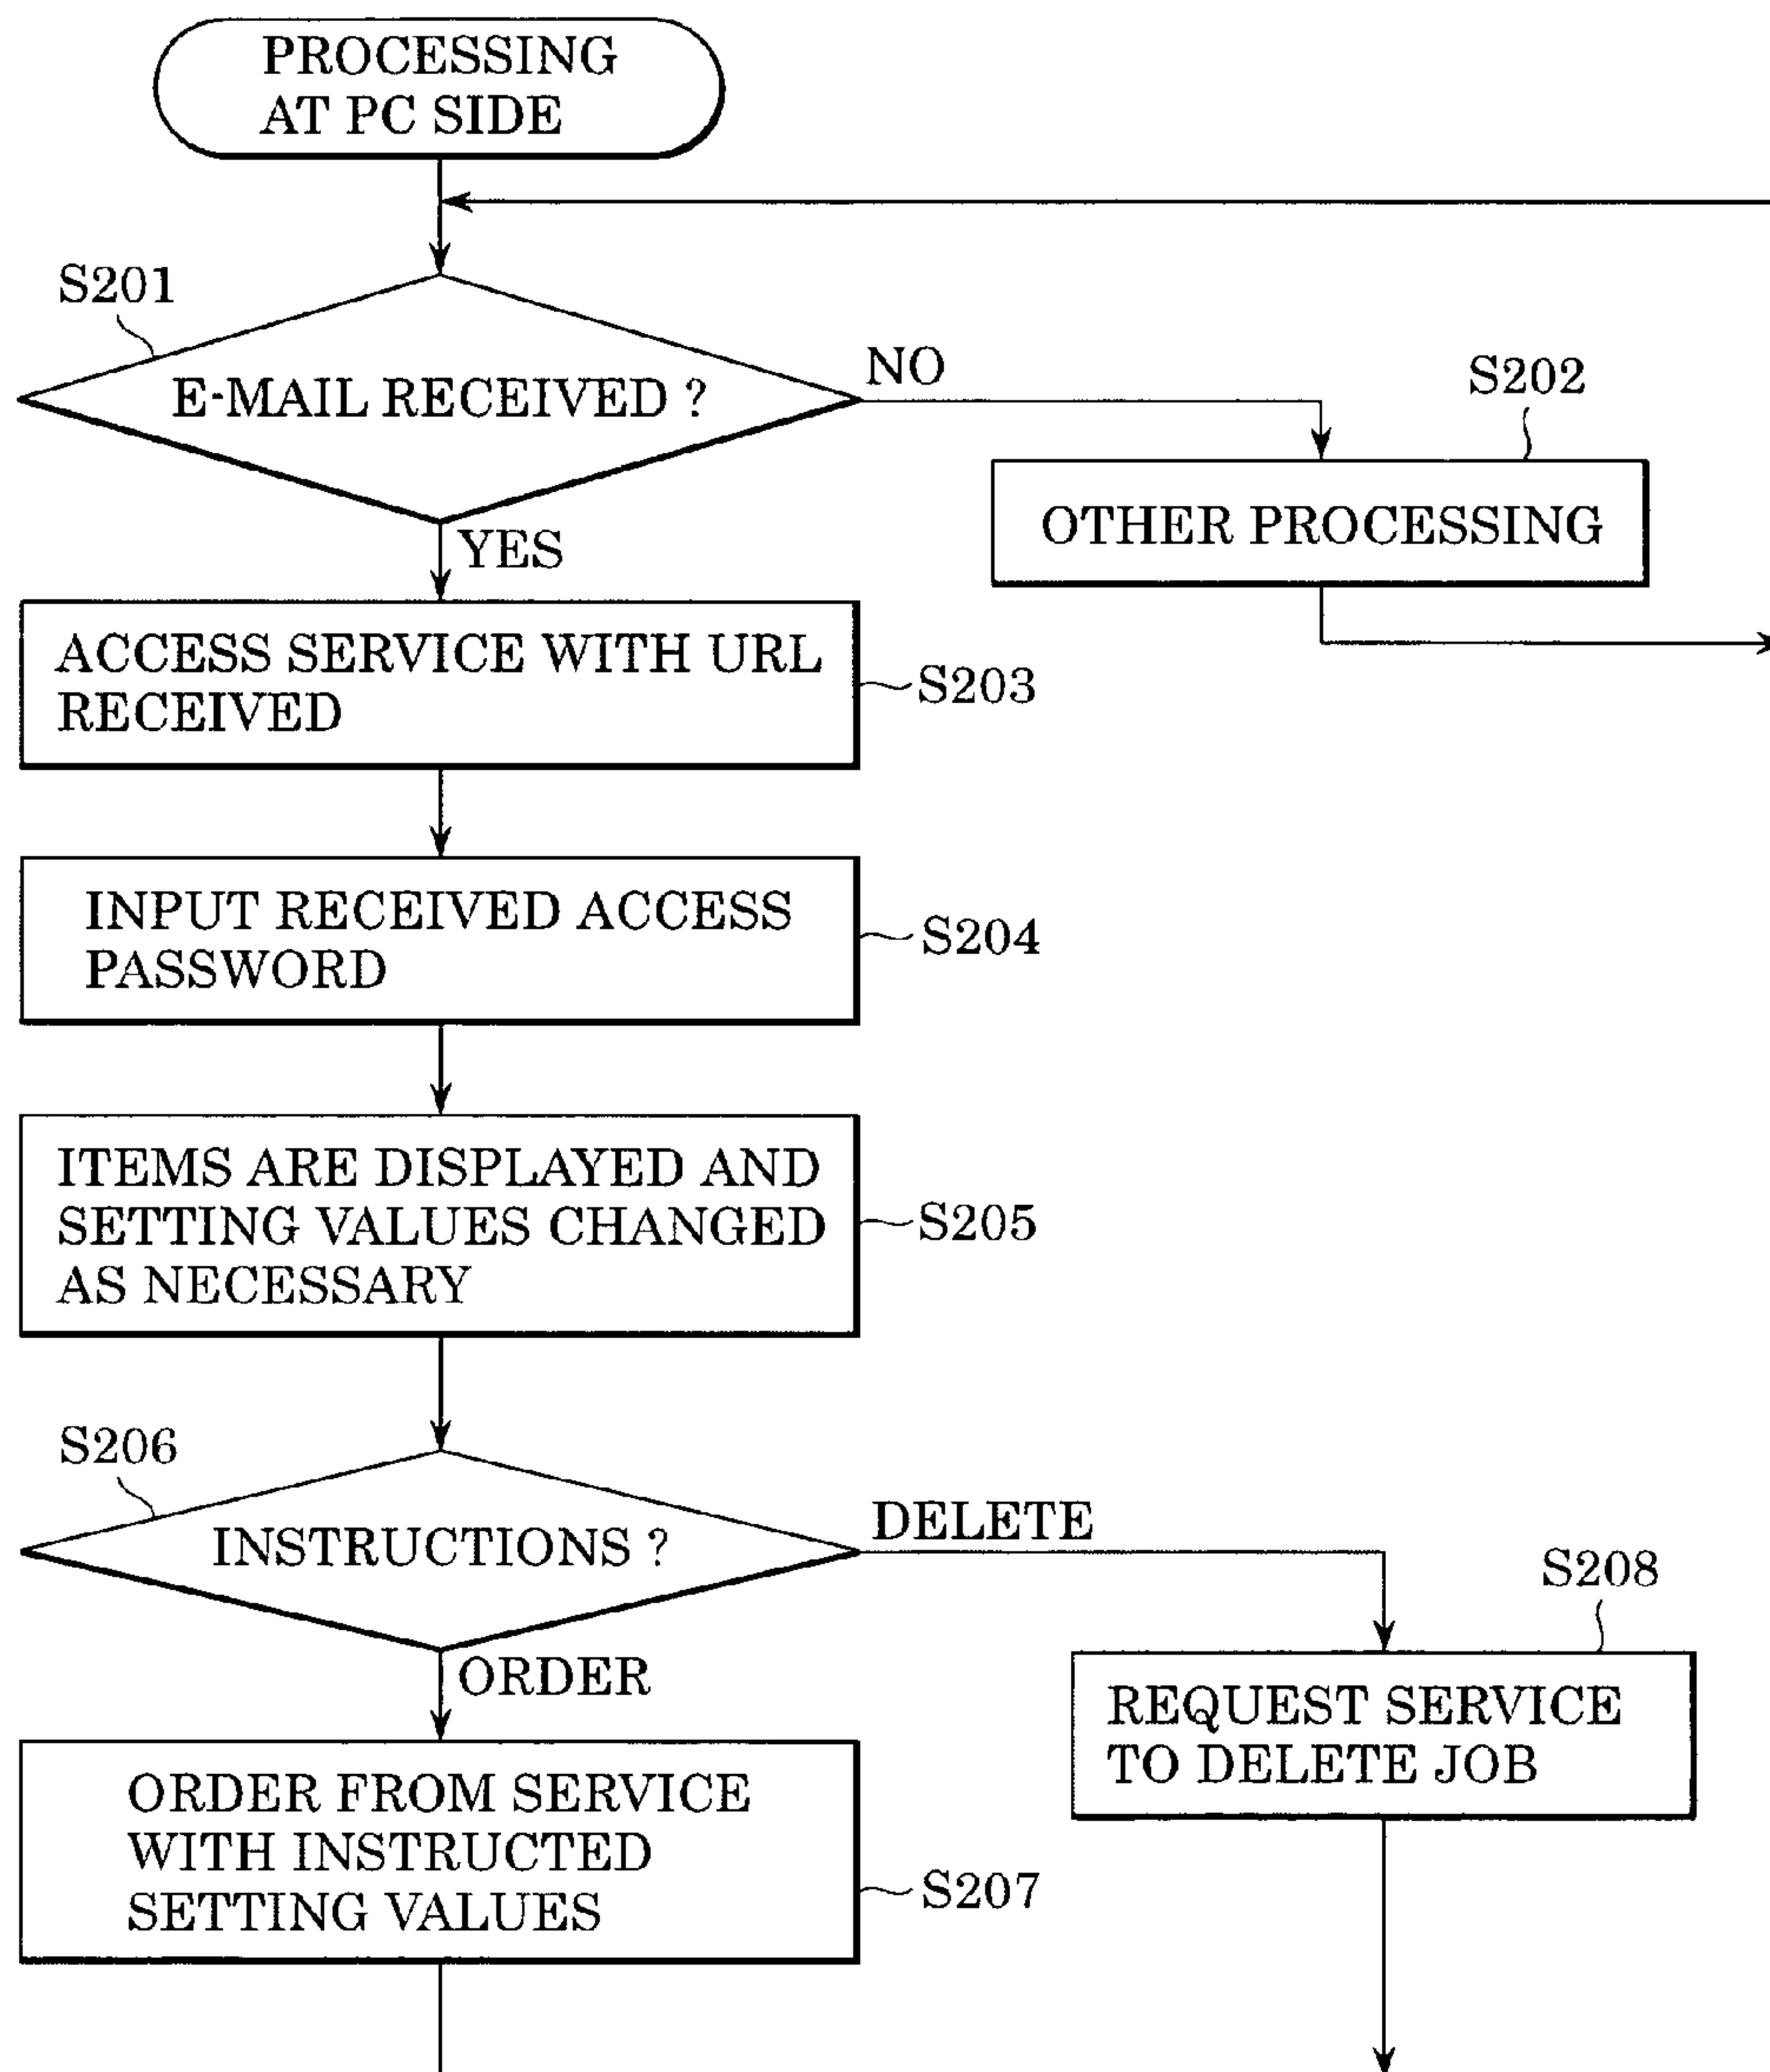 PROCESSING
AT PC SIDE
S201
E-MAIL RECEIVED ?
NO
S202
OTHER PROCESSING
YES
ACCESS SERVICE WITH URL
RECEIVED
S203
INPUT RECEIVED ACCESS
PASSWORD
S204
ITEMS ARE DISPLAYED AND
SETTING VALUES CHANGED
AS NECESSARY
S205
S206
INSTRUCTIONS ?
DELETE
S208
REQUEST SERVICE
TO DELETE JOB
ORDER
ORDER FROM SERVICE
WITH INSTRUCTED
SETTING VALUES
S207